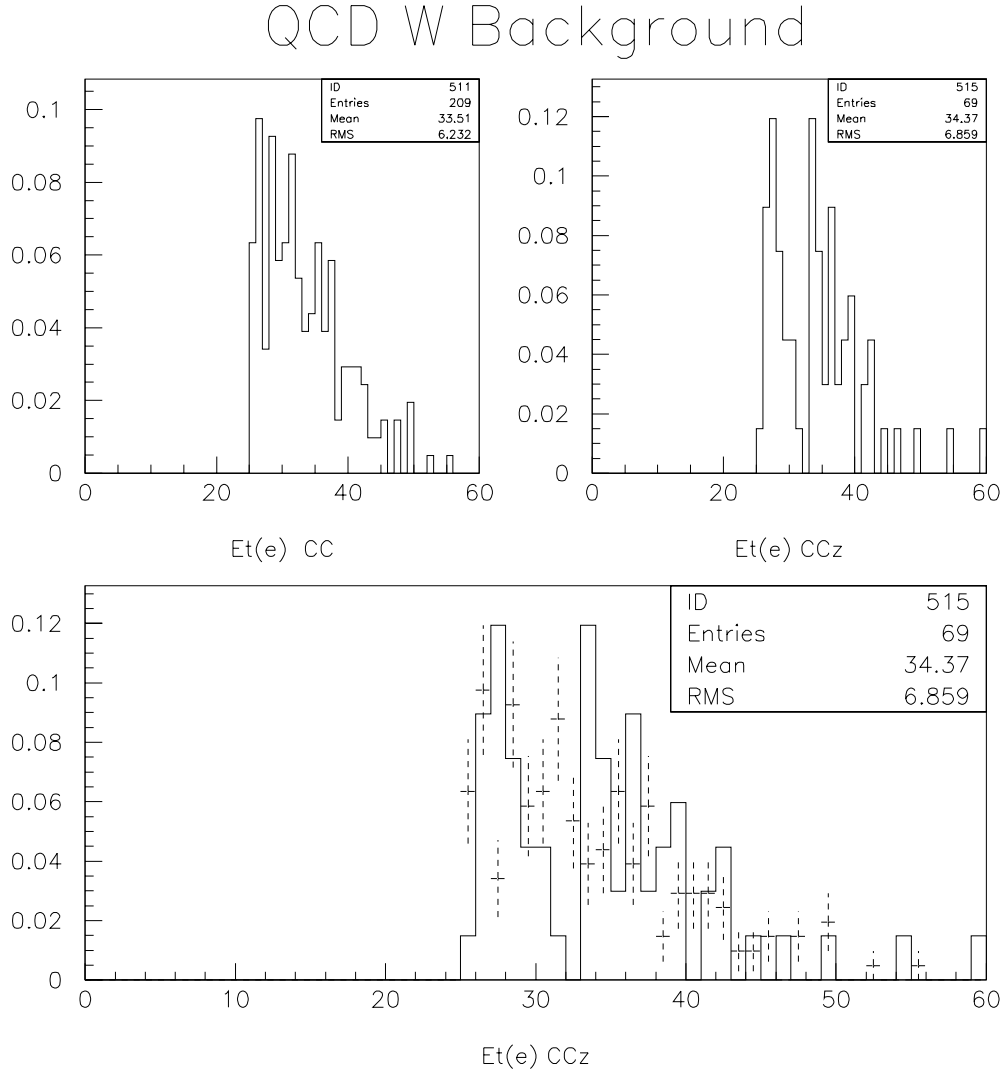 QCD W Background
ID 511
Entries 209
Mean 33.51
RMS 6.232
0.1
0.08
0.06
0.04
0.02
0
0 20 40 60
Et(e) CC
ID 515
Entries 69
Mean 34.37
RMS 6.859
0.12
0.1
0.08
0.06
0.04
0.02
0
0 20 40 60
Et(e) CCz
ID 515
Entries 69
Mean 34.37
RMS 6.859
0.12
0.1
0.08
0.06
0.04
0.02
0
0 10 20 30 40 50 60
Et(e) CCz